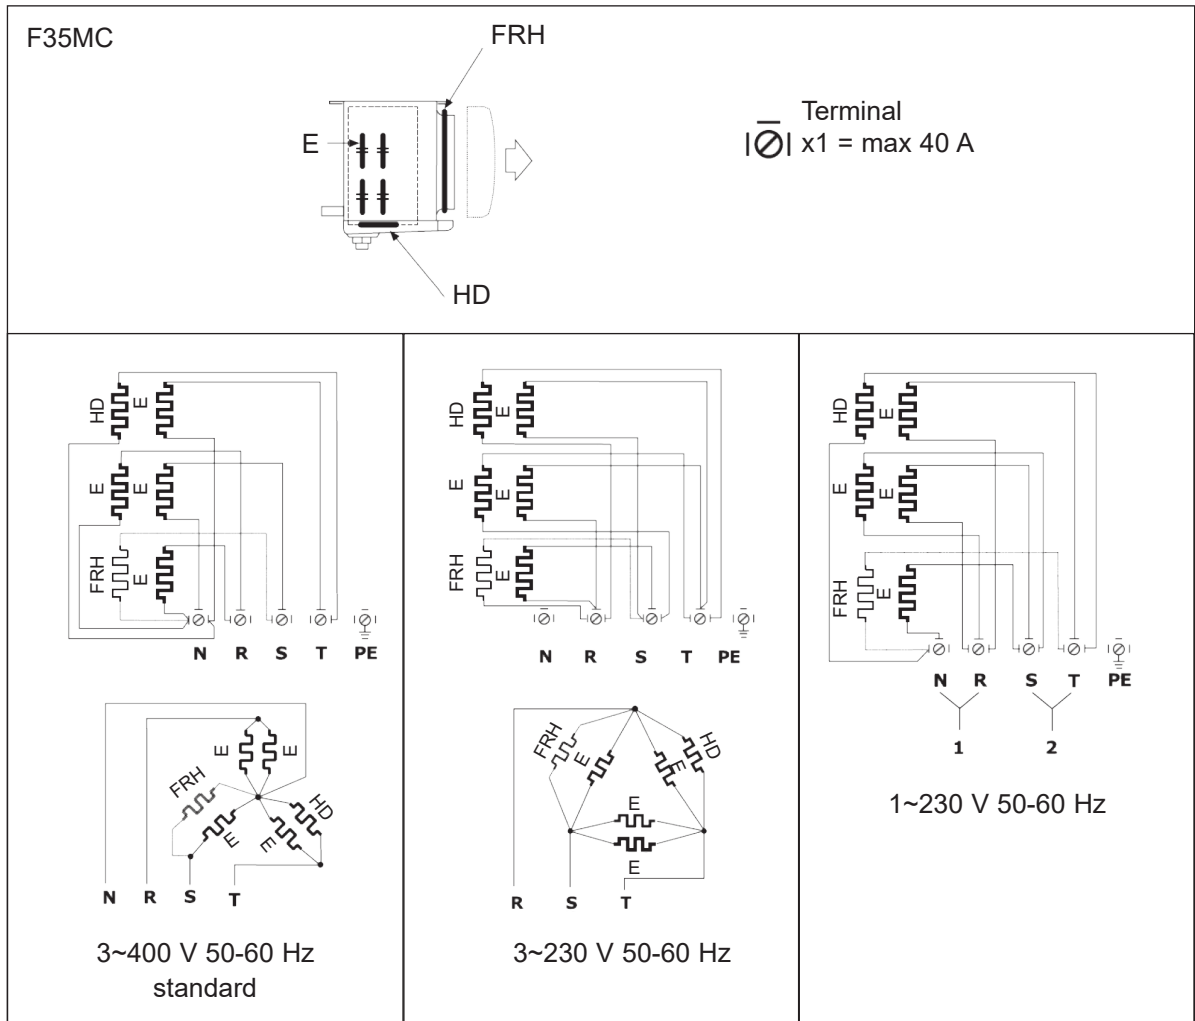 F35MC
FRH
E
HD
Terminal
x1 = max 40 A
HD E
E E
FRH E
N R S T PE
E E
FRH
HD
E E
N R S T
3~400 V 50-60 Hz
standard
HD E
E E
FRH E
N R S T PE
FRH E
E HD
E
E
R S T
3~230 V 50-60 Hz
HD E
E E
FRH E
N R S T PE
1 2
1~230 V 50-60 Hz